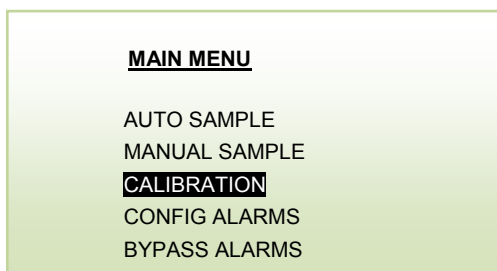 MAIN MENU
AUTO SAMPLE
MANUAL SAMPLE
CALIBRATION
CONFIG ALARMS
BYPASS ALARMS